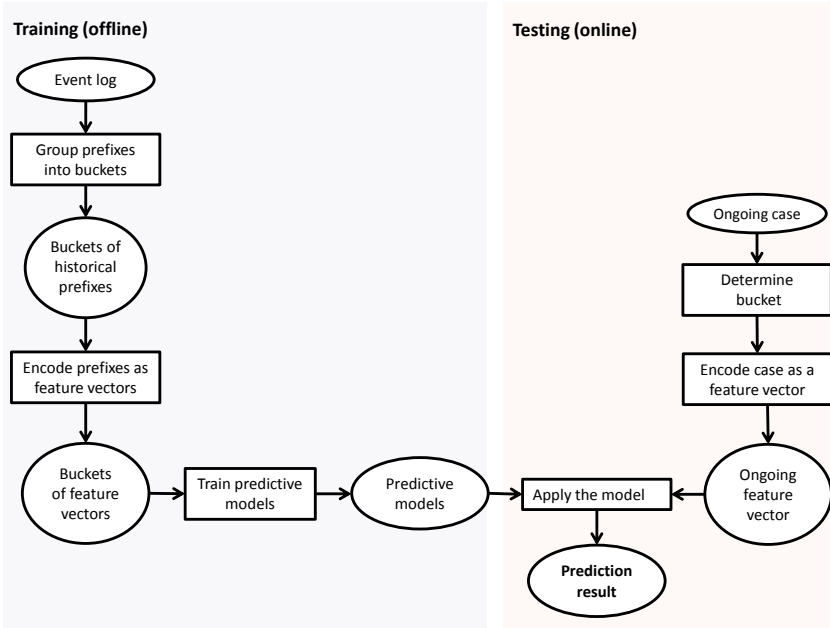 Training (offline)
Event log
Group prefixes
into buckets
Buckets of
historical
prefixes
Encode prefixes as
feature vectors
Buckets
of feature
vectors
Train predictive
models
Predictive
models
Testing (online)
Ongoing case
Determine
bucket
Encode case as a
feature vector
Ongoing
feature
vector
Apply the model
Prediction
result